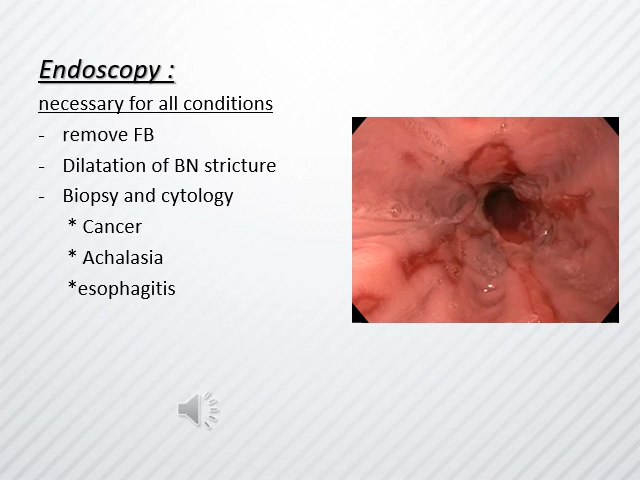 Endoscopy :
necessary for all conditions
- remove FB
- Dilatation of BN stricture
- Biopsy and cytology
* Cancer
* Achalasia
*esophagitis